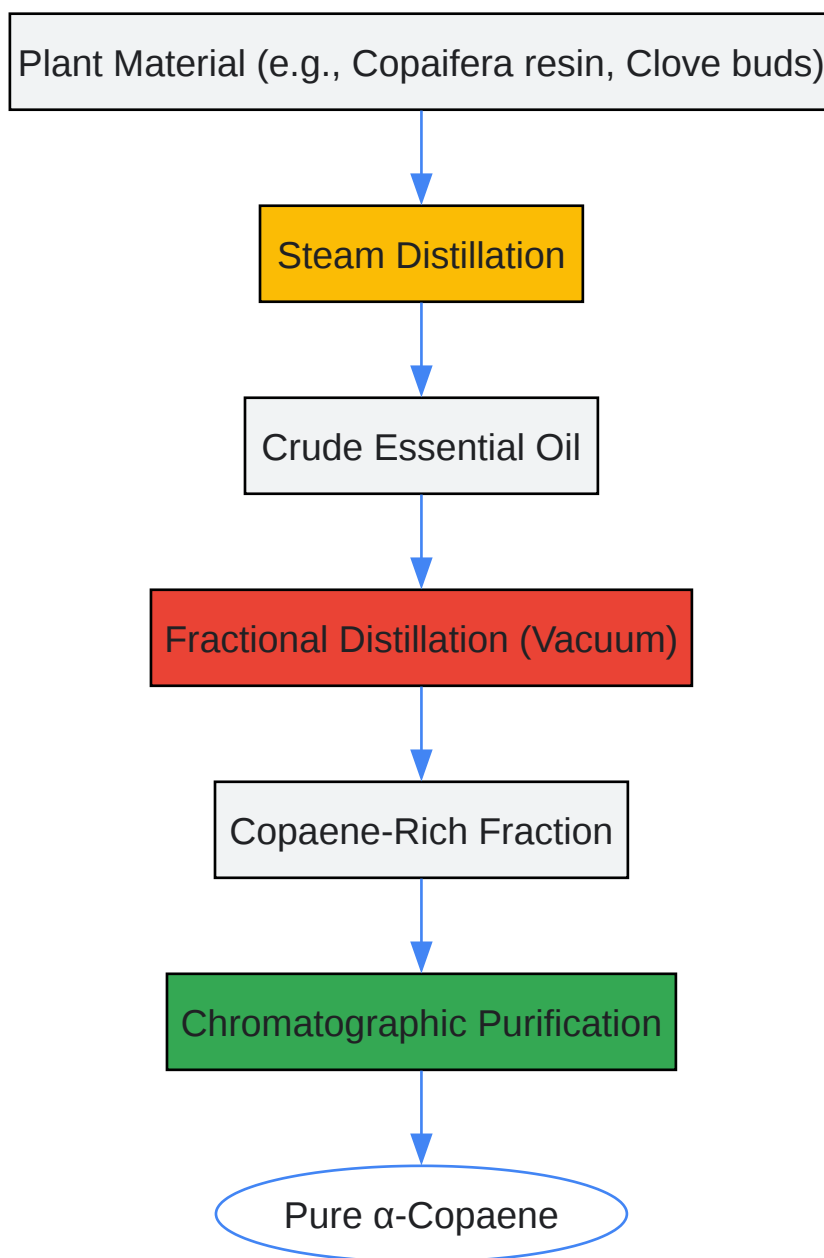 Plant Material (e.g., Copaifera resin, Clove buds)
Steam Distillation
Crude Essential Oil
Fractional Distillation (Vacuum)
Copaene-Rich Fraction
Chromatographic Purification
Pure α-Copaene